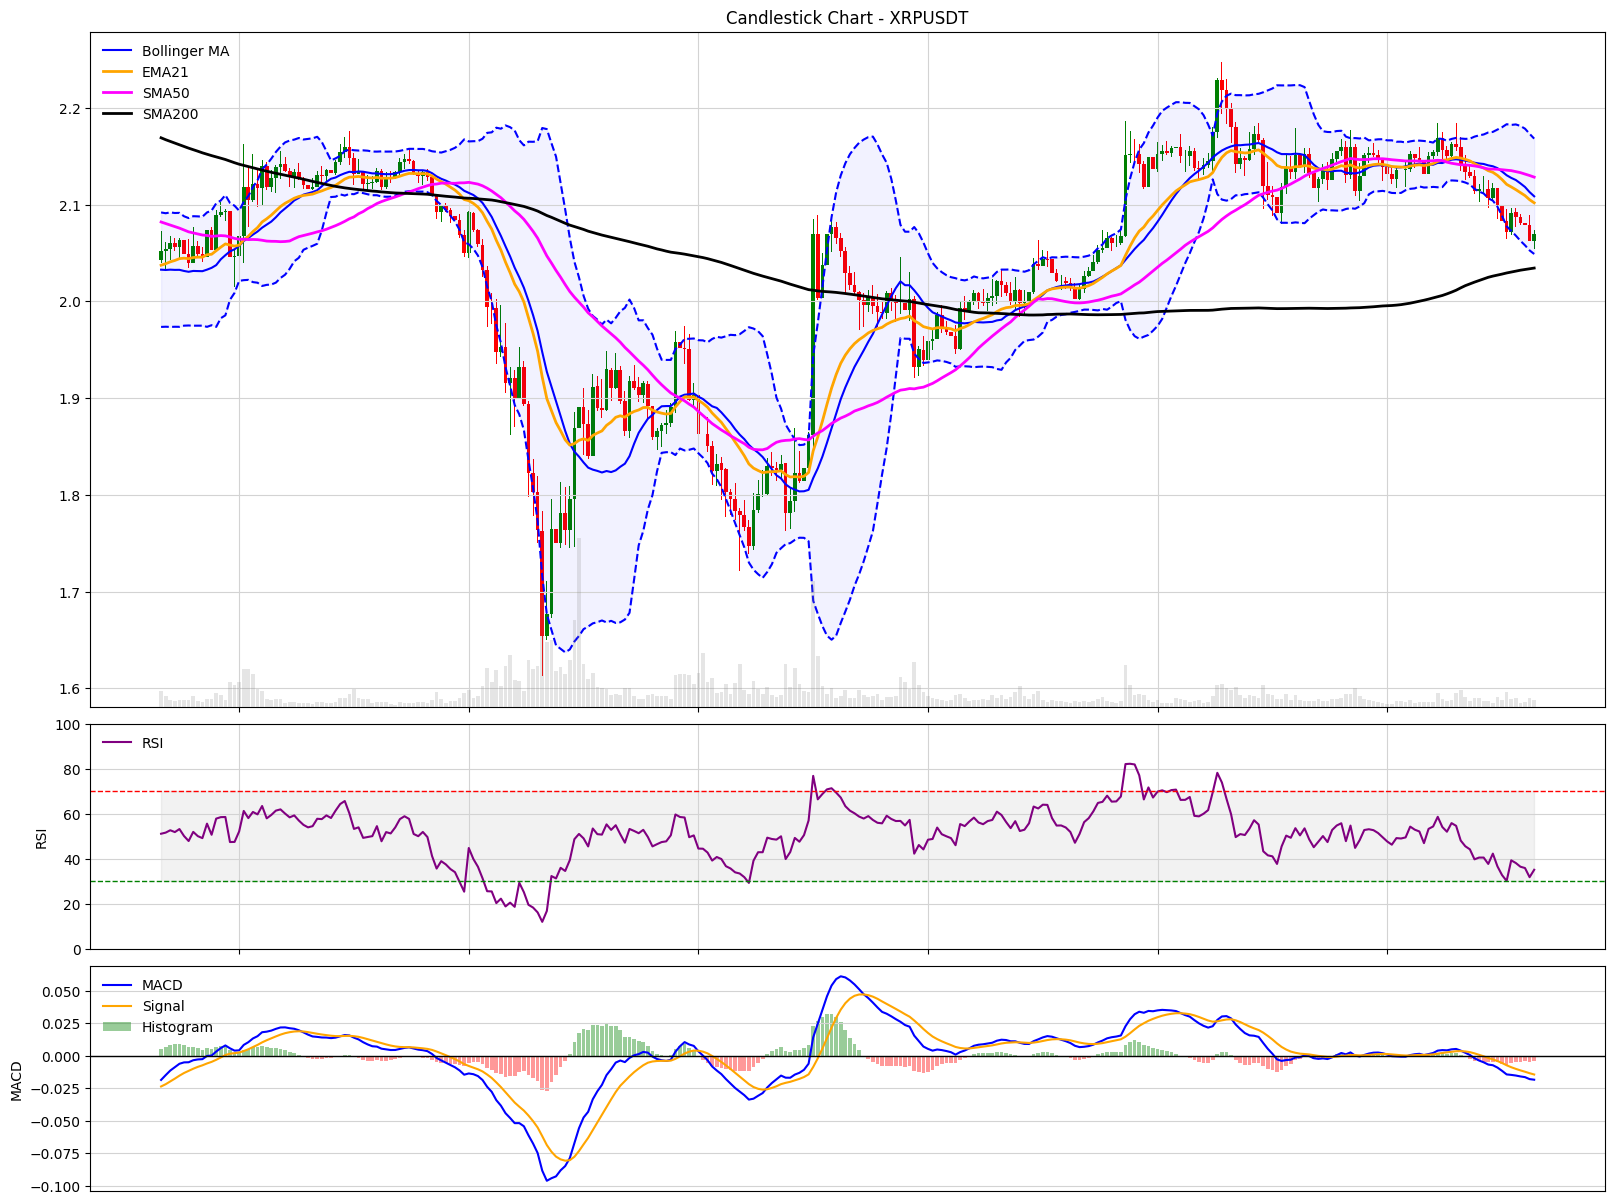 Candlestick Chart - XRPUSDT
Bollinger MA
EMA21
SMA50
SMA200
2.2
2.1
2.0
1.9
1.8
1.7
1.6
100
80
60
40
20
0
RSI
RSI
0.050
0.025
0.000
−0.025
−0.050
−0.075
−0.100
MACD
MACD
Signal
Histogram